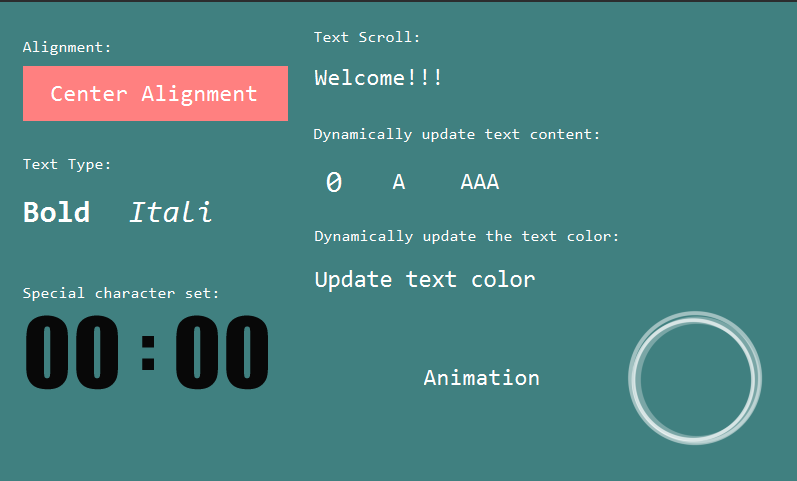 Alignment:
Center Alignment
Text Type:
Bold Itali
Special character set:
00:00
Text Scroll:
Welcome!!!
Dynamically update text content:
0 A AAA
Dynamically update the text color:
Update text color
Animation